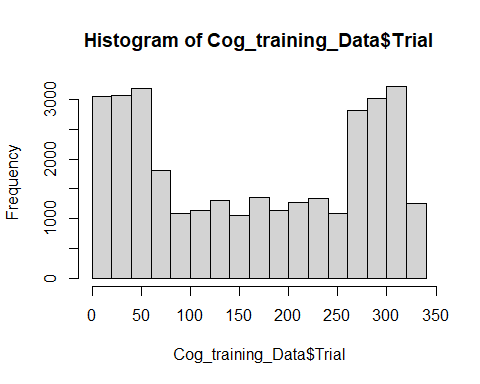 Histogram of Cog_training_Data$Trial
Frequency
3000
2000
1000
0
0 50 100 150 200 250 300 350
Cog_training_Data$Trial